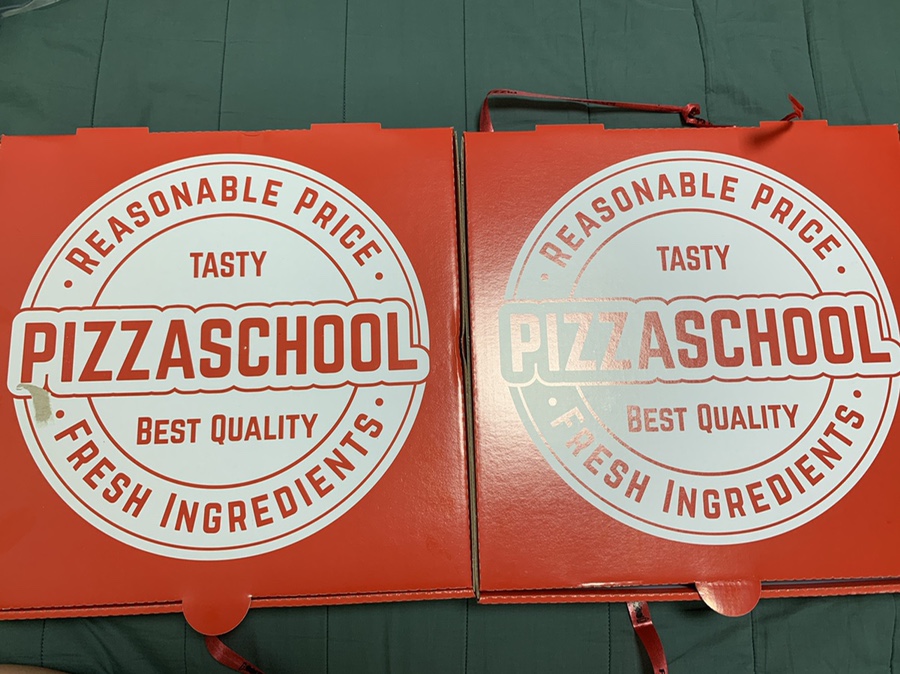 REASONABLE PRICE
TASTY
PIZZASCHOOL
BEST QUALITY
FRESH INGREDIENTS
REASONABLE PRICE
TASTY
PIZZASCHOOL
BEST QUALITY
FRESH INGREDIENTS